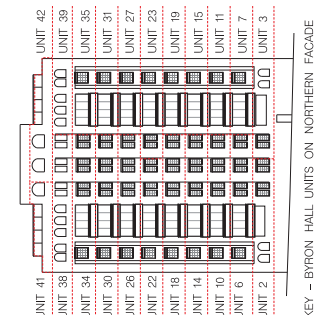 UNIT 42
UNIT 39
UNIT 35
UNIT 31
UNIT 27
UNIT 23
UNIT 19
UNIT 15
UNIT 11
UNIT 7
UNIT 3
UNIT 41
UNIT 38
UNIT 34
UNIT 30
UNIT 26
UNIT 22
UNIT 18
UNIT 14
UNIT 10
UNIT 6
UNIT 2
KEY - BYRON HALL UNITS ON NORTHERN FACADE